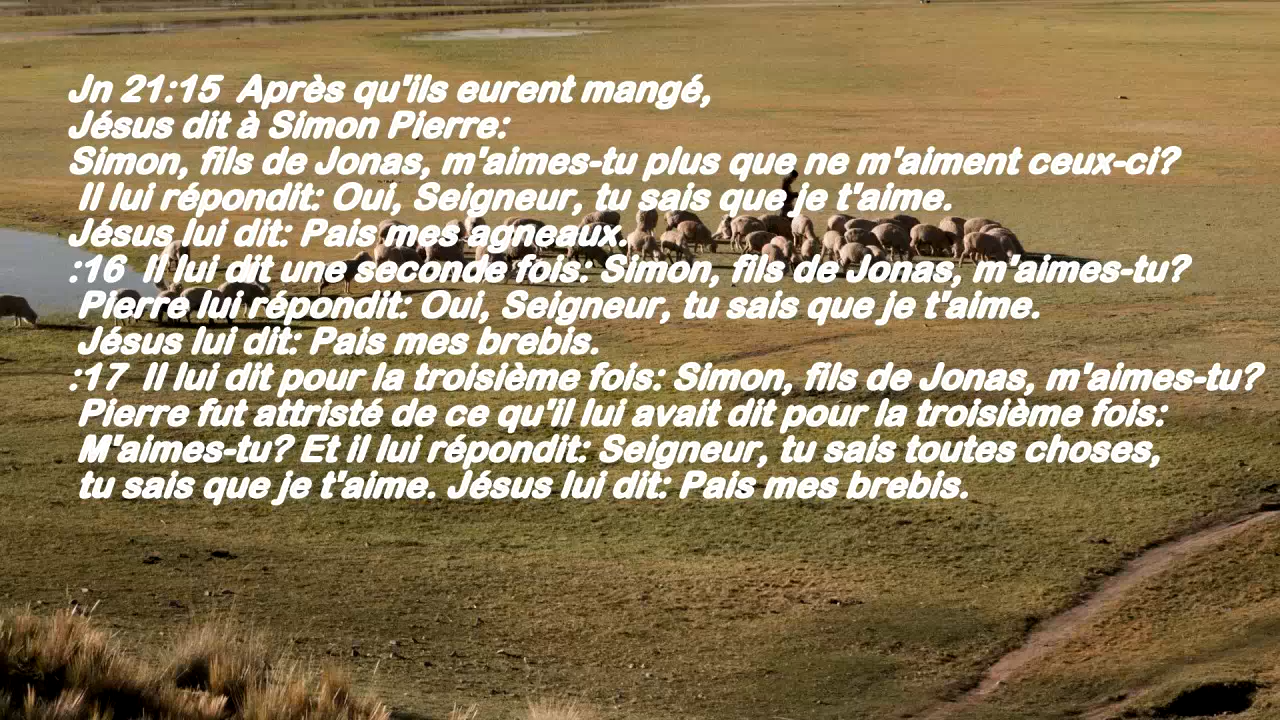 Jn 21:15  Après qu'ils eurent mangé,
Jésus dit à Simon Pierre:
Simon, fils de Jonas, m'aimes-tu plus que ne m'aiment ceux-ci?
Il lui répondit: Oui, Seigneur, tu sais que je t'aime.
Jésus lui dit: Pais mes agneaux.
:16  Il lui dit une seconde fois: Simon, fils de Jonas, m'aimes-tu?
Pierre lui répondit: Oui, Seigneur, tu sais que je t'aime.
Jésus lui dit: Pais mes brebis.
:17  Il lui dit pour la troisième fois: Simon, fils de Jonas, m'aimes-tu?
Pierre fut attristé de ce qu'il lui avait dit pour la troisième fois:
M'aimes-tu? Et il lui répondit: Seigneur, tu sais toutes choses,
tu sais que je t'aime. Jésus lui dit: Pais mes brebis.